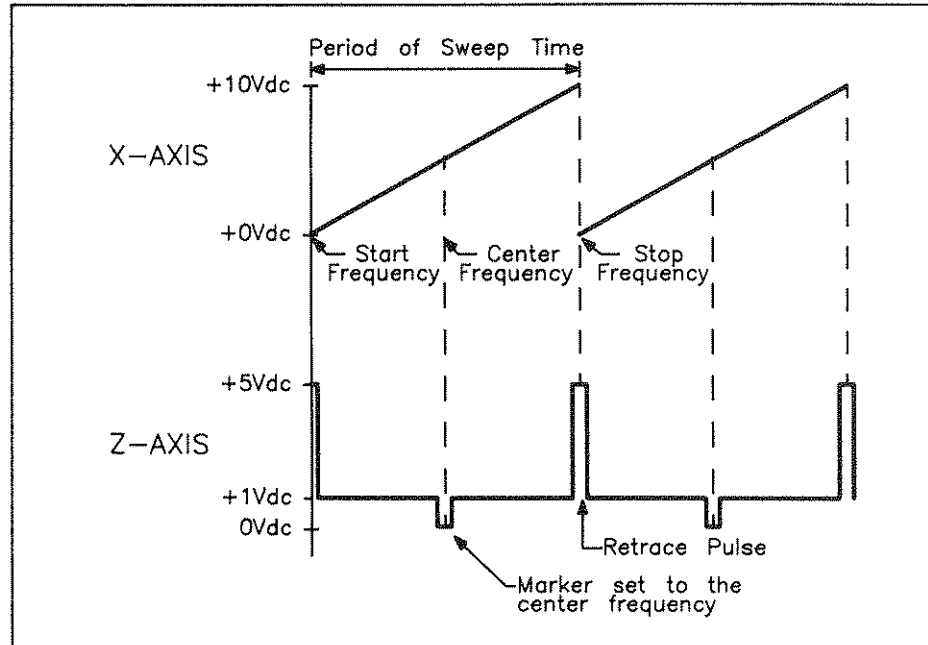 Period of Sweep Time
+10Vdc
X-AXIS
+0Vdc
Start Frequency
Center Frequency
Stop Frequency
+5Vdc
Z-AXIS
+1Vdc
0Vdc
Retrace Pulse
Marker set to the
center frequency